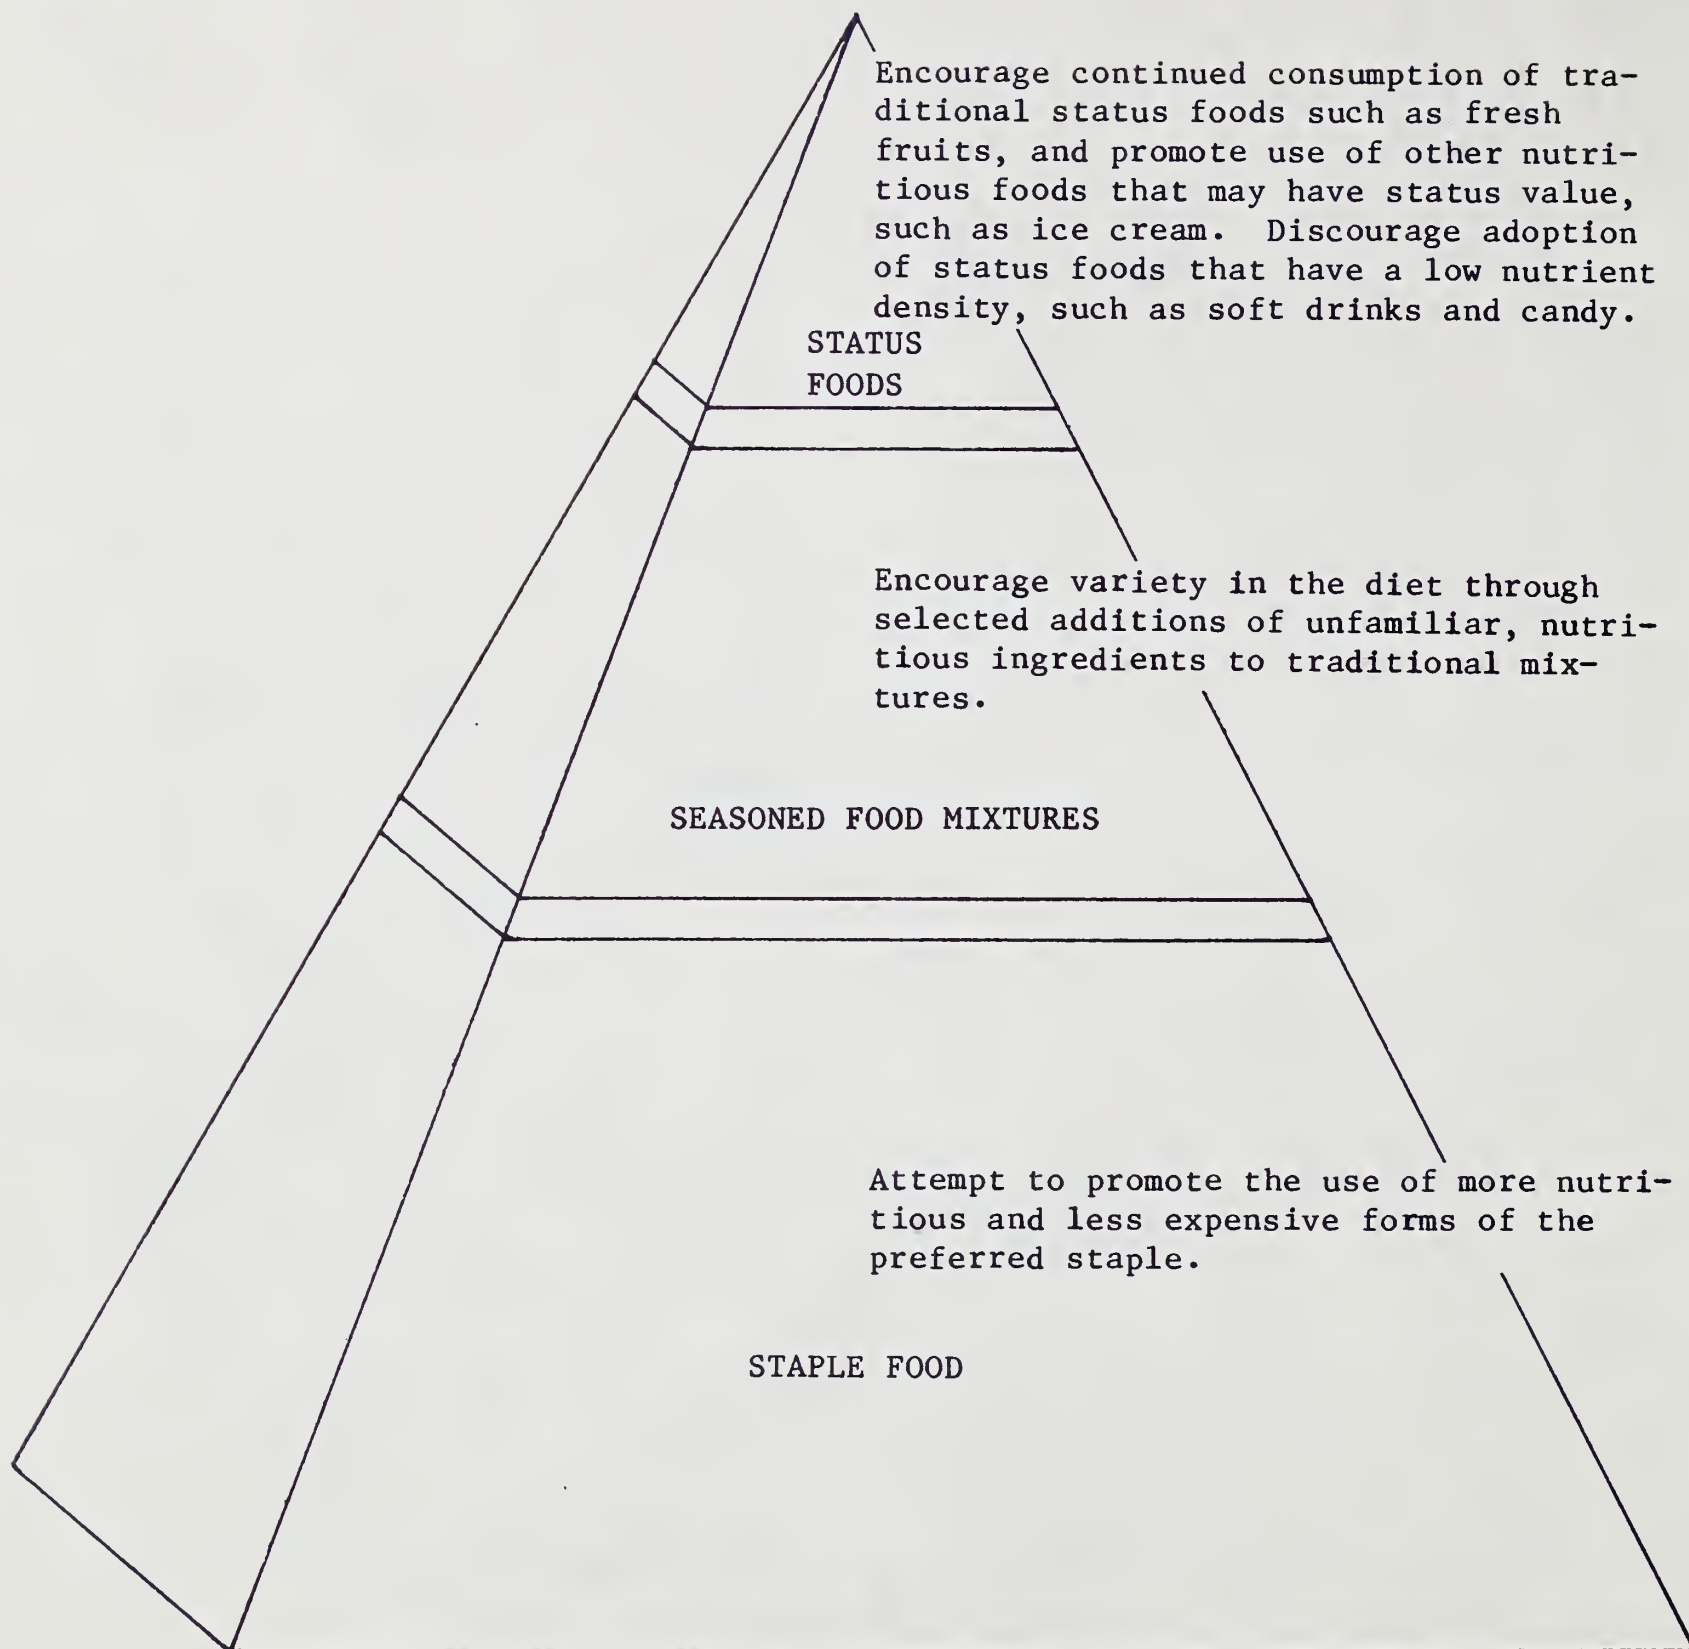 Encourage continued consumption of tra-
ditional status foods such as fresh
fruits, and promote use of other nutri-
tious foods that may have status value,
such as ice cream. Discourage adoption
of status foods that have a low nutrient
density, such as soft drinks and candy.
STATUS
FOODS
Encourage variety in the diet through
selected additions of unfamiliar, nutri-
tious ingredients to traditional mix-
tures.
SEASONED FOOD MIXTURES
Attempt to promote the use of more nutri-
tious and less expensive forms of the
preferred staple.
STAPLE FOOD